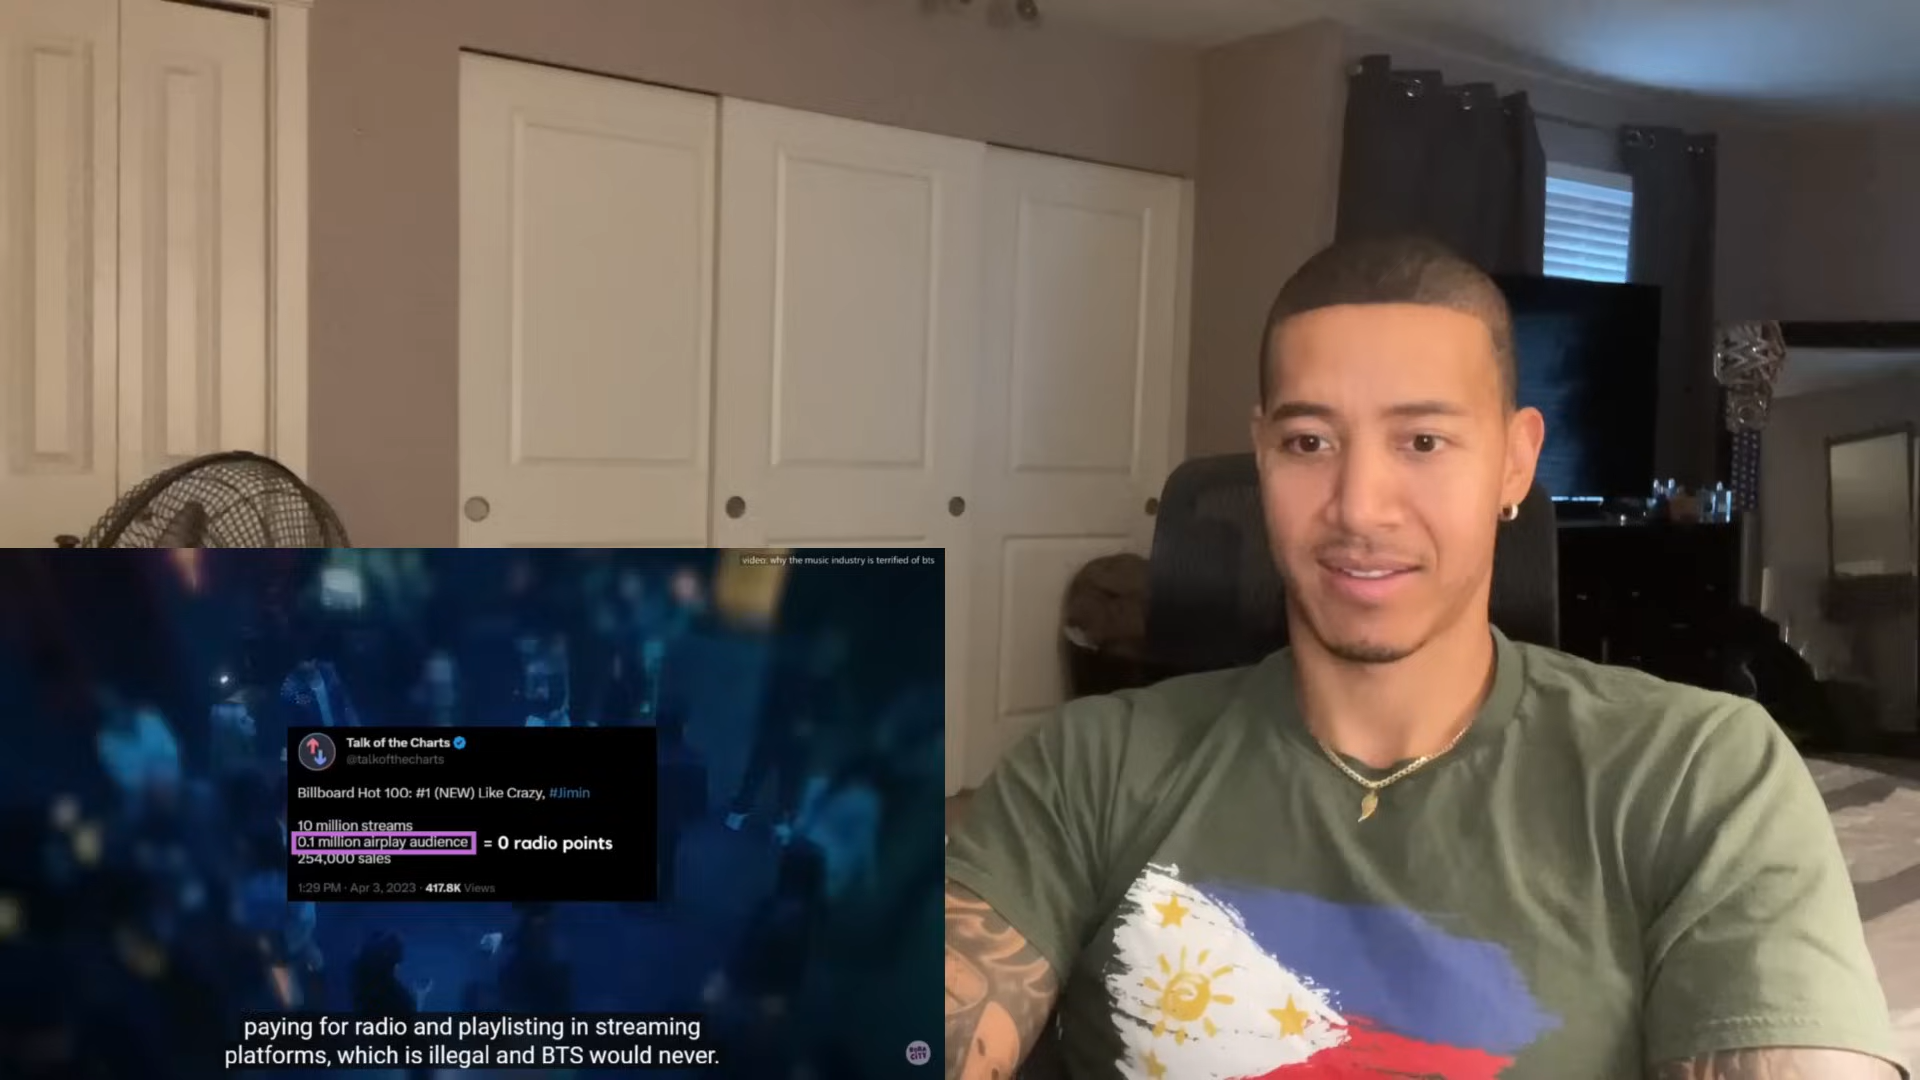 video: why the music industry is terrified of bts
Talk of the Charts
@talkofthecharts
Billboard Hot 100: #1 (NEW) Like Crazy, #Jimin
10 million streams
0.1 million airplay audience = 0 radio points
254,000 sales
1:29 PM · Apr 3, 2023 · 417.8K Views
paying for radio and playlisting in streaming
platforms, which is illegal and BTS would never.
BORA
CITY